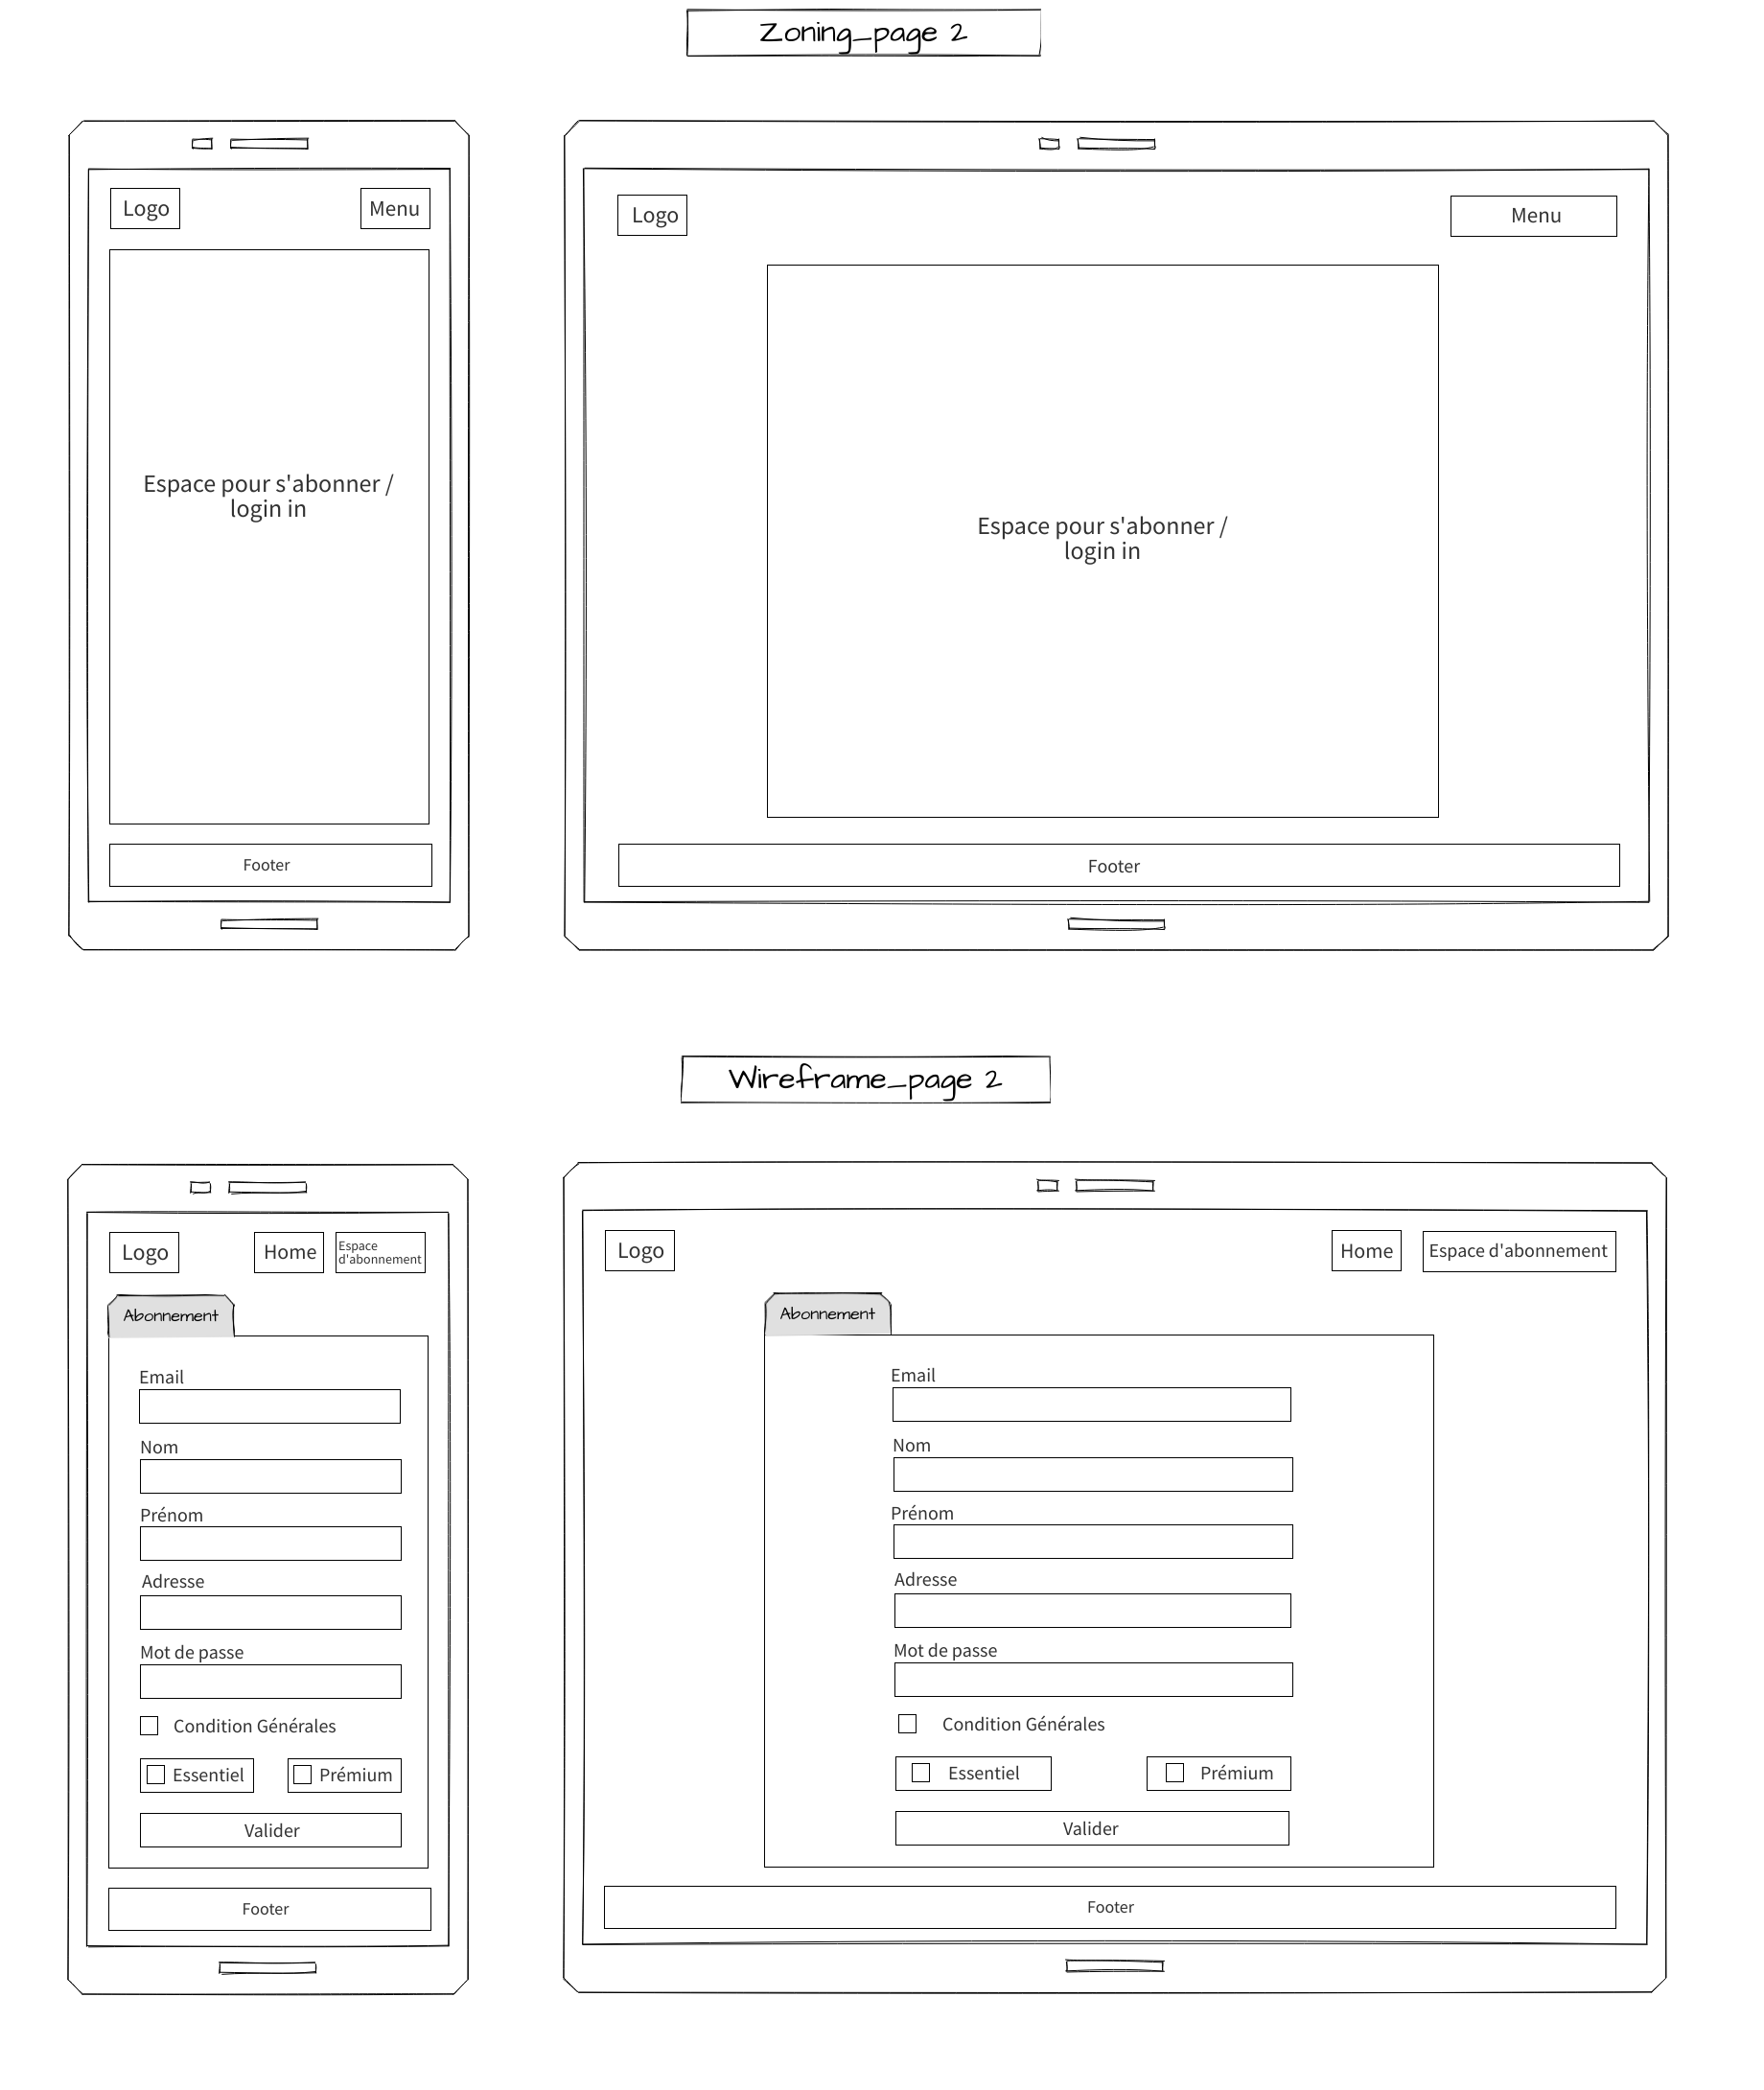 Zoning_page 2
Logo
Menu
Espace pour s'abonner /
login in
Footer
Logo
Menu
Espace pour s'abonner /
login in
Footer
Wireframe_page 2
Logo
Home
Espace
d'abonnement
Abonnement
Email
Nom
Prénom
Adresse
Mot de passe
Condition Générales
Essentiel
Prémium
Valider
Footer
Logo
Home
Espace d'abonnement
Abonnement
Email
Nom
Prénom
Adresse
Mot de passe
Condition Générales
Essentiel
Prémium
Valider
Footer